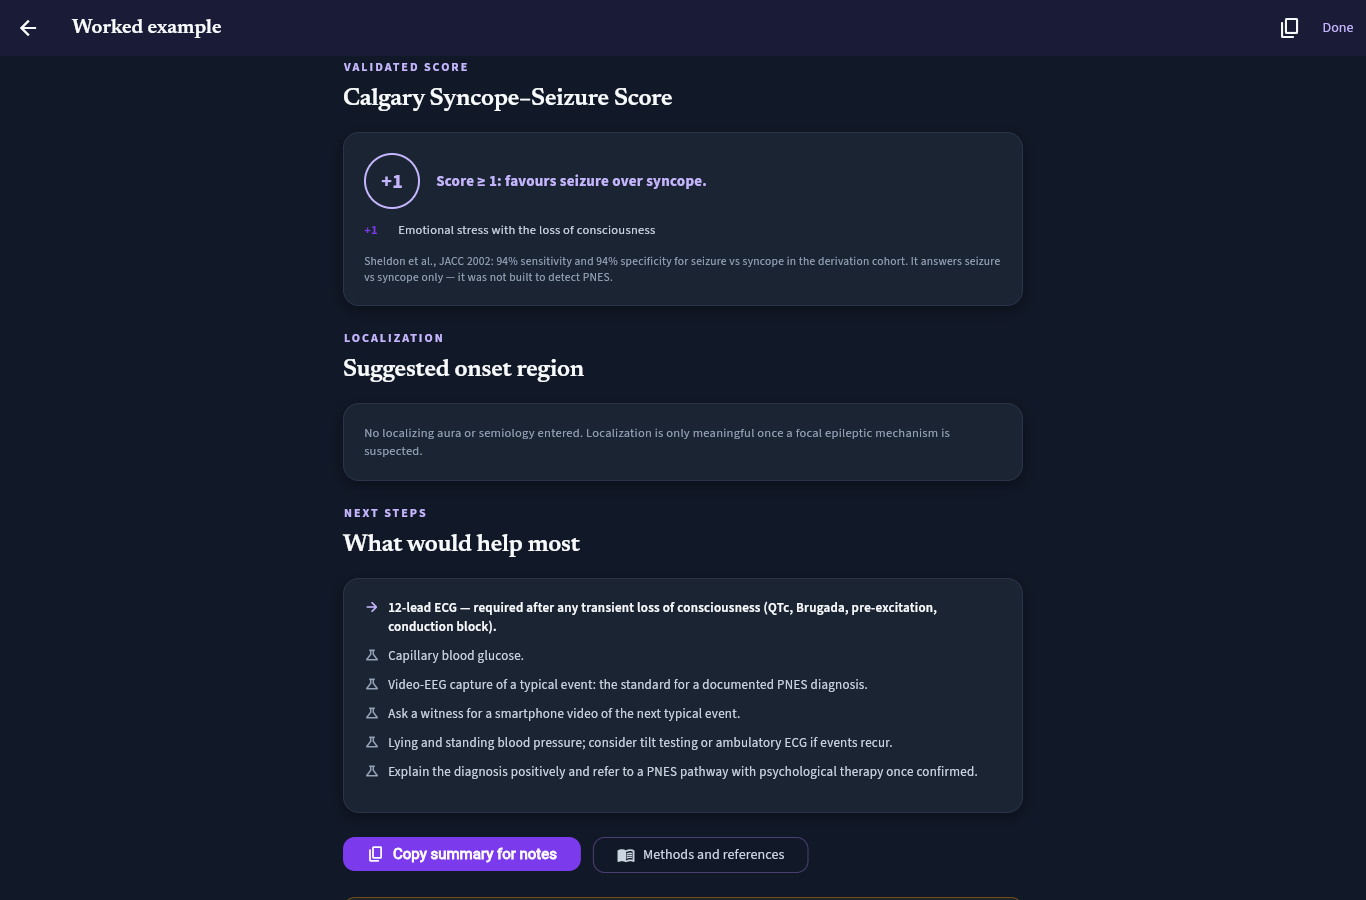 Worked example
Done
VALIDATED SCORE
Calgary Syncope–Seizure Score
+1
Score ≥ 1: favours seizure over syncope.
+1 Emotional stress with the loss of consciousness
Sheldon et al., JACC 2002: 94% sensitivity and 94% specificity for seizure vs syncope in the derivation cohort. It answers seizure
vs syncope only — it was not built to detect PNES.
LOCALIZATION
Suggested onset region
No localizing aura or semiology entered. Localization is only meaningful once a focal epileptic mechanism is
suspected.
NEXT STEPS
What would help most
12-lead ECG — required after any transient loss of consciousness (QTc, Brugada, pre-excitation,
conduction block).
Capillary blood glucose.
Video-EEG capture of a typical event: the standard for a documented PNES diagnosis.
Ask a witness for a smartphone video of the next typical event.
Lying and standing blood pressure; consider tilt testing or ambulatory ECG if events recur.
Explain the diagnosis positively and refer to a PNES pathway with psychological therapy once confirmed.
Copy summary for notes
Methods and references